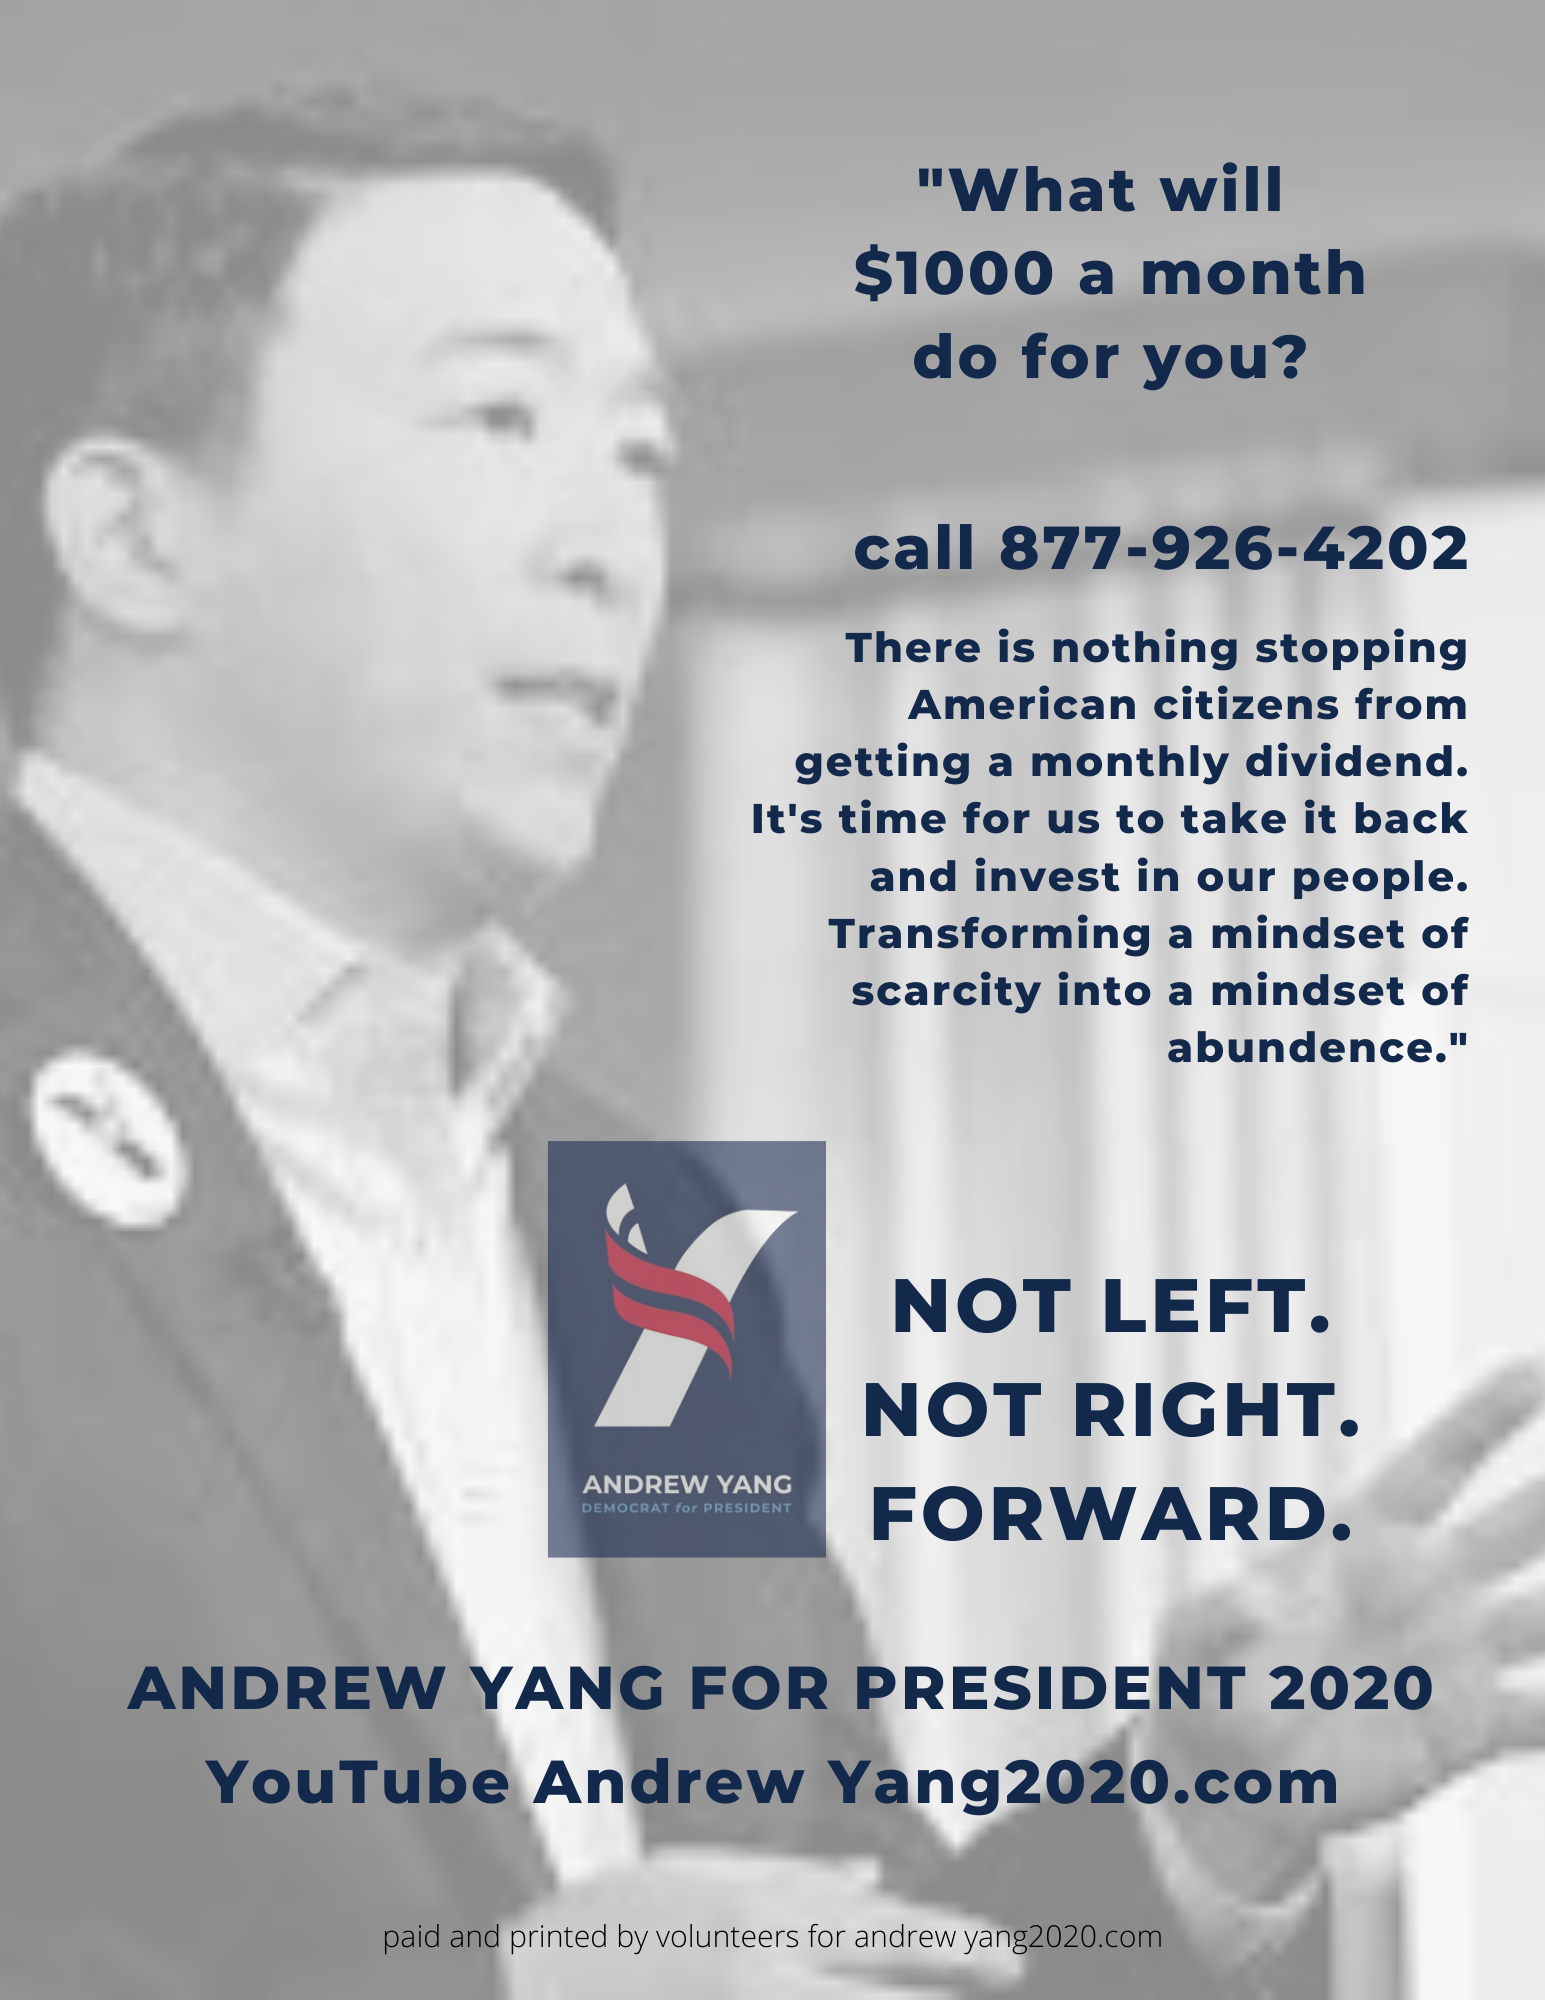 "What will
$1000 a month
do for you?
call 877-926-4202
There is nothing stopping
American citizens from
getting a monthly dividend.
It's time for us to take it back
and invest in our people.
Transforming a mindset of
scarcity into a mindset of
abundence."
ANDREW YANG
DEMOCRAT for PRESIDENT
NOT LEFT.
NOT RIGHT.
FORWARD.
ANDREW YANG FOR PRESIDENT 2020
YouTube Andrew Yang2020.com
paid and printed by volunteers for andrew yang2020.com